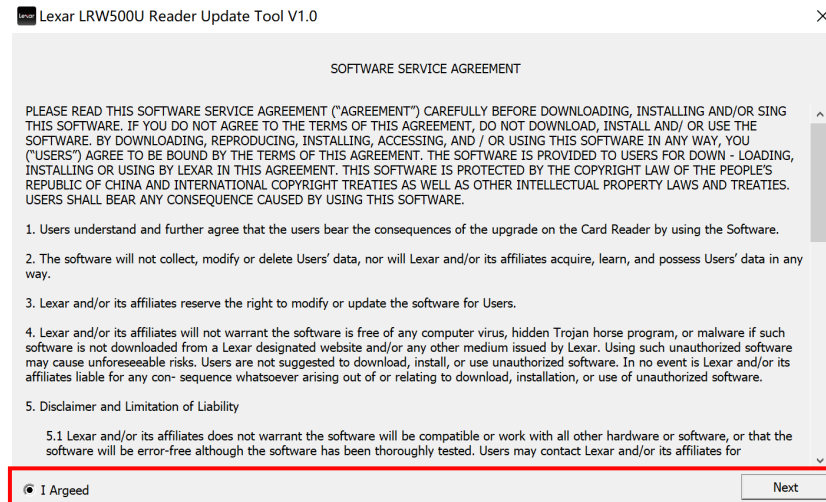 Lexar Lexar LRW500U Reader Update Tool V1.0
SOFTWARE SERVICE AGREEMENT
PLEASE READ THIS SOFTWARE SERVICE AGREEMENT (“AGREEMENT”) CAREFULLY BEFORE DOWNLOADING, INSTALLING AND/OR SING
THIS SOFTWARE. IF YOU DO NOT AGREE TO THE TERMS OF THIS AGREEMENT, DO NOT DOWNLOAD, INSTALL AND/ OR USE THE
SOFTWARE. BY DOWNLOADING, REPRODUCING, INSTALLING, ACCESSING, AND / OR USING THIS SOFTWARE IN ANY WAY, YOU
(“USERS”) AGREE TO BE BOUND BY THE TERMS OF THIS AGREEMENT. THE SOFTWARE IS PROVIDED TO USERS FOR DOWN - LOADING,
INSTALLING OR USING BY LEXAR IN THIS AGREEMENT. THIS SOFTWARE IS PROTECTED BY THE COPYRIGHT LAW OF THE PEOPLE’S
REPUBLIC OF CHINA AND INTERNATIONAL COPYRIGHT TREATIES AS WELL AS OTHER INTELLECTUAL PROPERTY LAWS AND TREATIES.
USERS SHALL BEAR ANY CONSEQUENCE CAUSED BY USING THIS SOFTWARE.
1. Users understand and further agree that the users bear the consequences of the upgrade on the Card Reader by using the Software.
2. The software will not collect, modify or delete Users’ data, nor will Lexar and/or its affiliates acquire, learn, and possess Users’ data in any
way.
3. Lexar and/or its affiliates reserve the right to modify or update the software for Users.
4. Lexar and/or its affiliates will not warrant the software is free of any computer virus, hidden Trojan horse program, or malware if such
software is not downloaded from a Lexar designated website and/or any other medium issued by Lexar. Using such unauthorized software
may cause unforeseeable risks. Users are not suggested to download, install, or use unauthorized software. In no event is Lexar and/or its
affiliates liable for any con- sequence whatsoever arising out of or relating to download, installation, or use of unauthorized software.
5. Disclaimer and Limitation of Liability
5.1 Lexar and/or its affiliates does not warrant the software will be compatible or work with all other hardware or software, or that the
software will be error-free although the software has been thoroughly tested. Users may contact Lexar and/or its affiliates for
I Argeed
Next